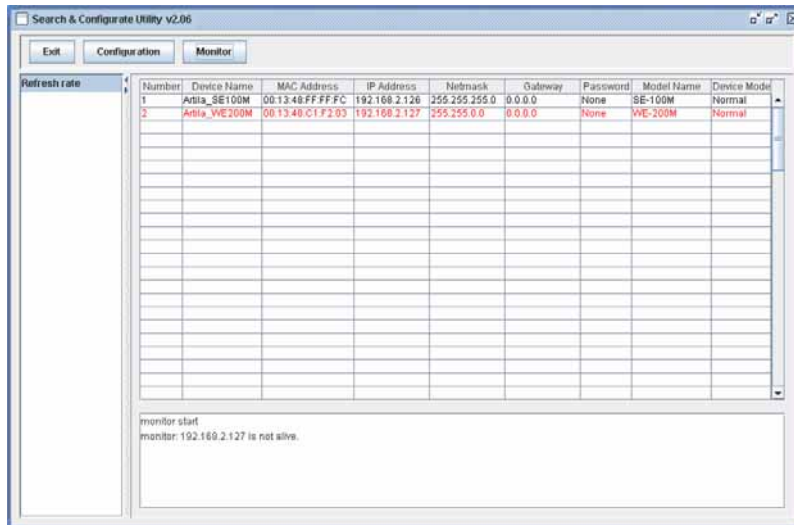 Search & Configurate Utility v2.06
Exit Configuration Monitor
Refresh rate
Number Device Name MAC Address IP Address Netmask Gateway Password Model Name Device Mode
1 Artila_SE100M 00:13:48:FF:FF:FC 192.168.2.126 255.255.255.0 0.0.0.0 None SE-100M Normal
2 Artila_WE200M 00:13:48:C1:F2:03 192.168.2.127 255.255.0.0 0.0.0.0 None WE-200M Normal
monitor start
monitor: 192.168.2.127 is not alive.